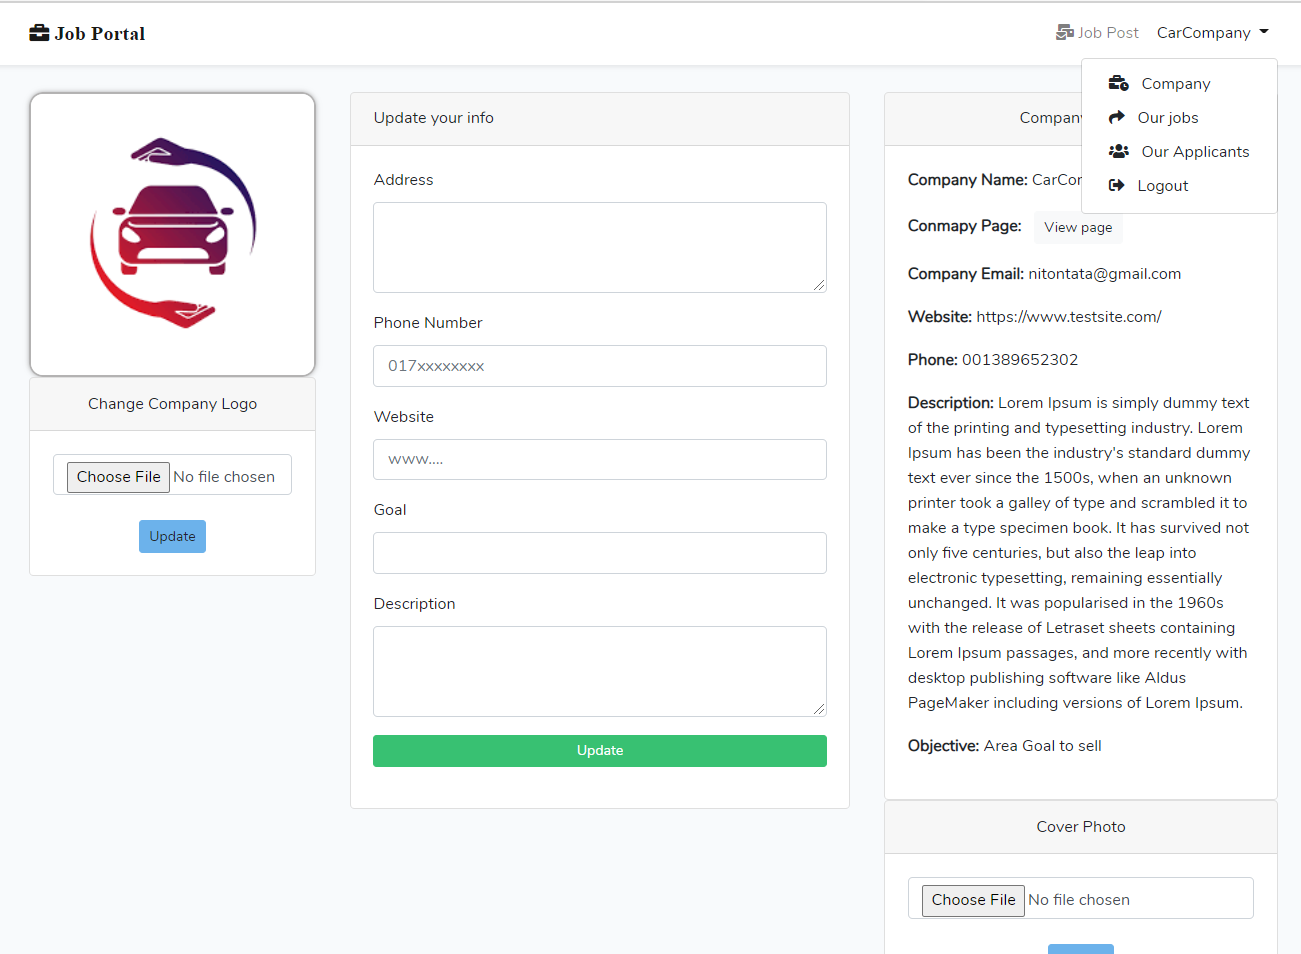 Job Portal
Job Post
CarCompany
Company
Our jobs
Our Applicants
Logout
Change Company Logo
Choose File No file chosen
Update
Update your info
Address
Phone Number
017xxxxxxxx
Website
www....
Goal
Description
Update
Company
Company Name:
Conmapy Page: View page
Company Email: nitontata@gmail.com
Website: https://www.testsite.com/
Phone: 001389652302
Description: Lorem Ipsum is simply dummy text
of the printing and typesetting industry. Lorem
Ipsum has been the industry's standard dummy
text ever since the 1500s, when an unknown
printer took a galley of type and scrambled it to
make a type specimen book. It has survived not
only five centuries, but also the leap into
electronic typesetting, remaining essentially
unchanged. It was popularised in the 1960s
with the release of Letraset sheets containing
Lorem Ipsum passages, and more recently with
desktop publishing software like Aldus
PageMaker including versions of Lorem Ipsum.
Objective: Area Goal to sell
Cover Photo
Choose File No file chosen